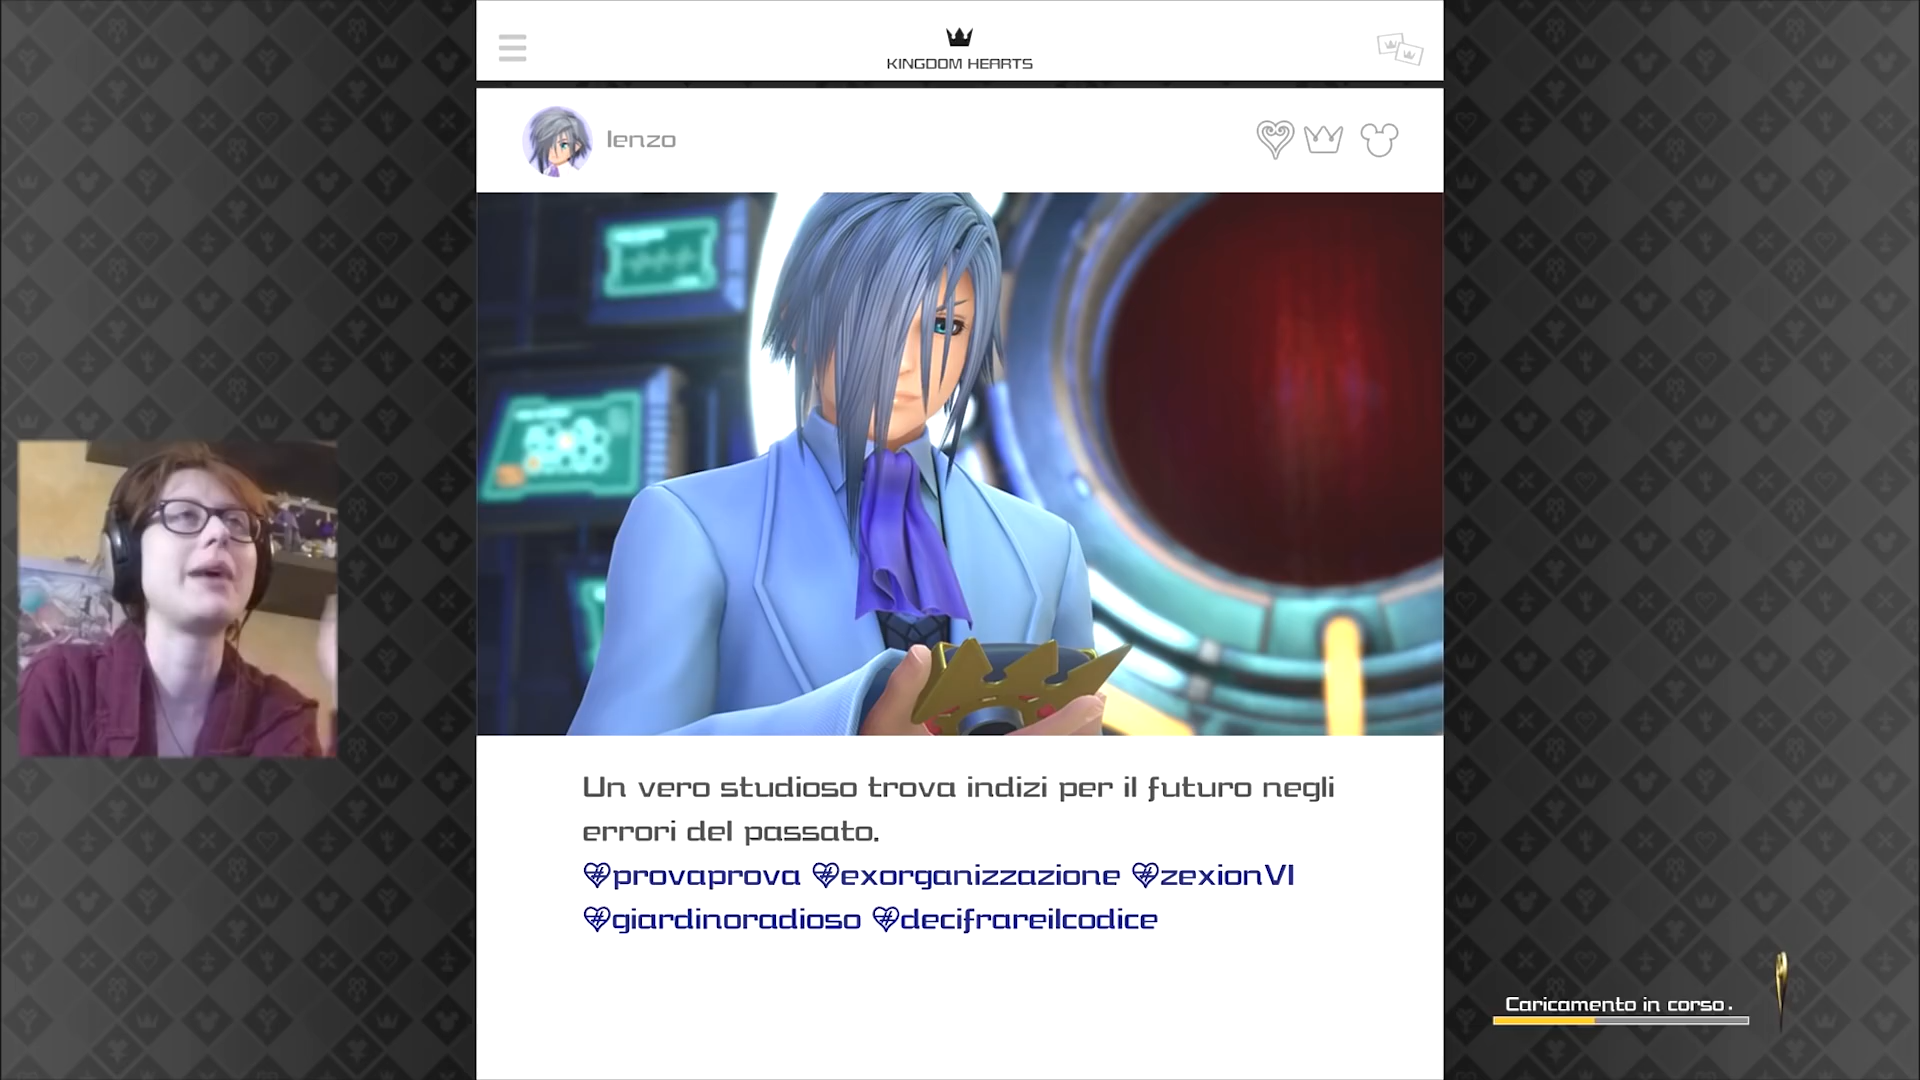 KINGDOM HEARTS
Ienzo
Un vero studioso trova indizi per il futuro negli
errori del passato.
#provaprova #exorganizzazione #zexionVI
#giardinoradioso #decifrareilcodice
Caricamento in corso.